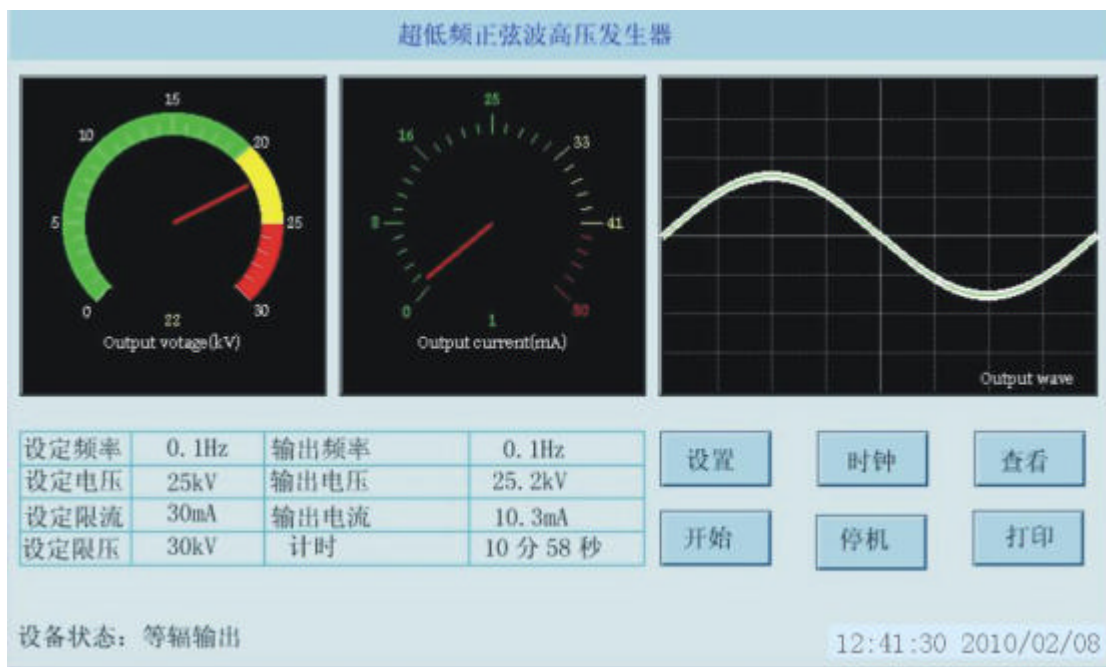 超低频正弦波高压发生器
15
10
20
5
25
0
30
22
Output votage(kV)
25
16
33
8
41
0
50
1
Output current(mA)
Output wave
设定频率 0.1Hz 输出频率 0.1Hz
设定电压 25kV 输出电压 25.2kV
设定限流 30mA 输出电流 10.3mA
设定限压 30kV 计时 10分58秒
设置 时钟 查看
开始 停机 打印
设备状态：等辐输出
12:41:30 2010/02/08